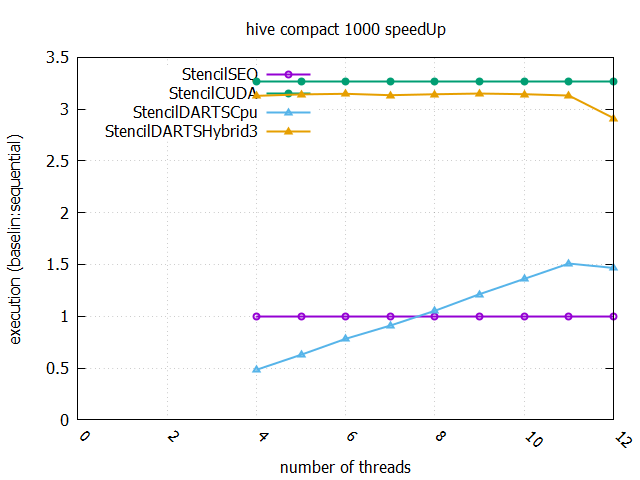 hive compact 1000 speedUp
StencilSEQ
StencilCUDA
StencilDARTSCpu
StencilDARTSHybrid3
execution (baselin:sequential)
3.5
3
2.5
2
1.5
1
0.5
0
0 2 4 6 8 10 12
number of threads